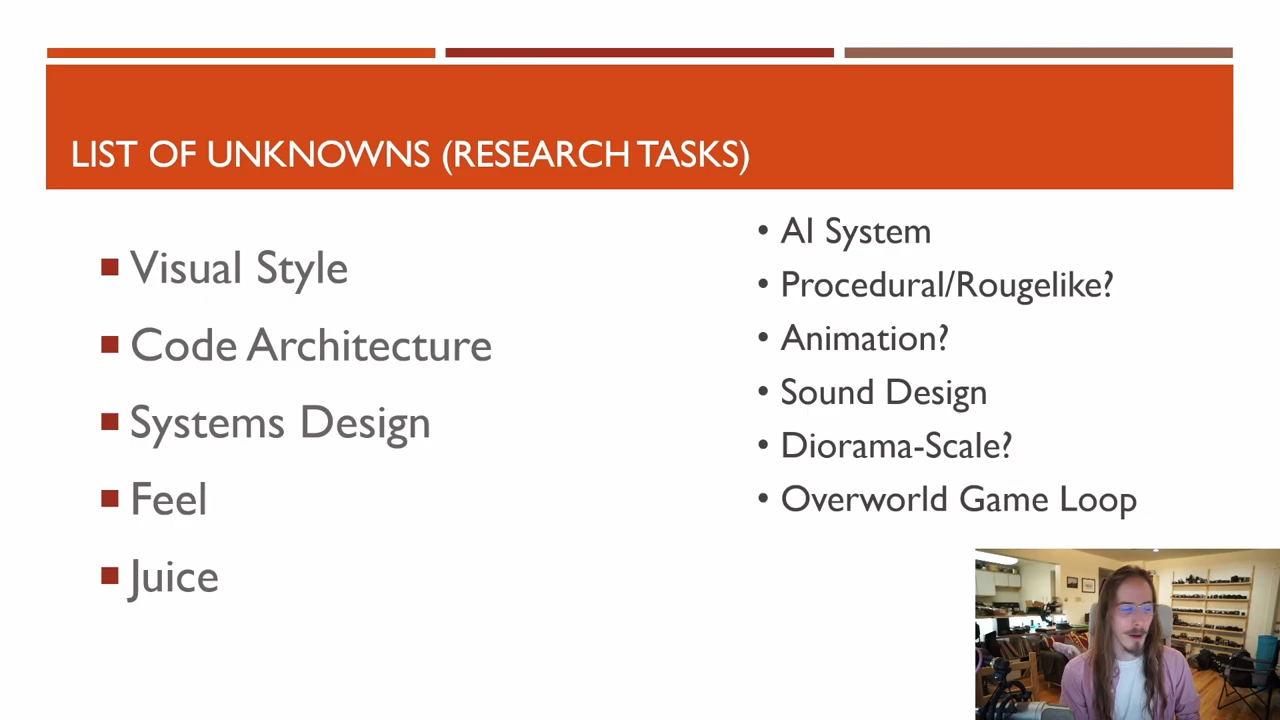 LIST OF UNKNOWNS (RESEARCH TASKS)
Visual Style
Code Architecture
Systems Design
Feel
Juice
• AI System
• Procedural/Rougelike?
• Animation?
• Sound Design
• Diorama-Scale?
• Overworld Game Loop